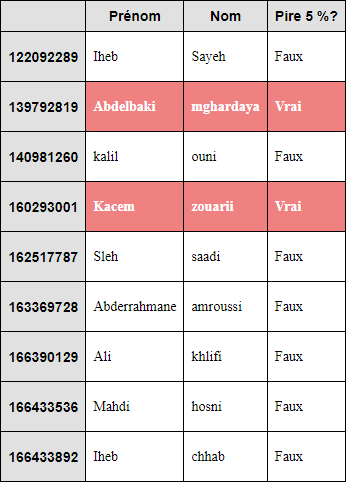 Prénom Nom Pire 5 %?
122092289 Iheb Sayeh Faux
139792819 Abdelbaki mghardaya Vrai
140981260 kalil ouni Faux
160293001 Kacem zouarii Vrai
162517787 Sleh saadi Faux
163369728 Abderrahmane amroussi Faux
166390129 Ali khlifi Faux
166433536 Mahdi hosni Faux
166433892 Iheb chhab Faux